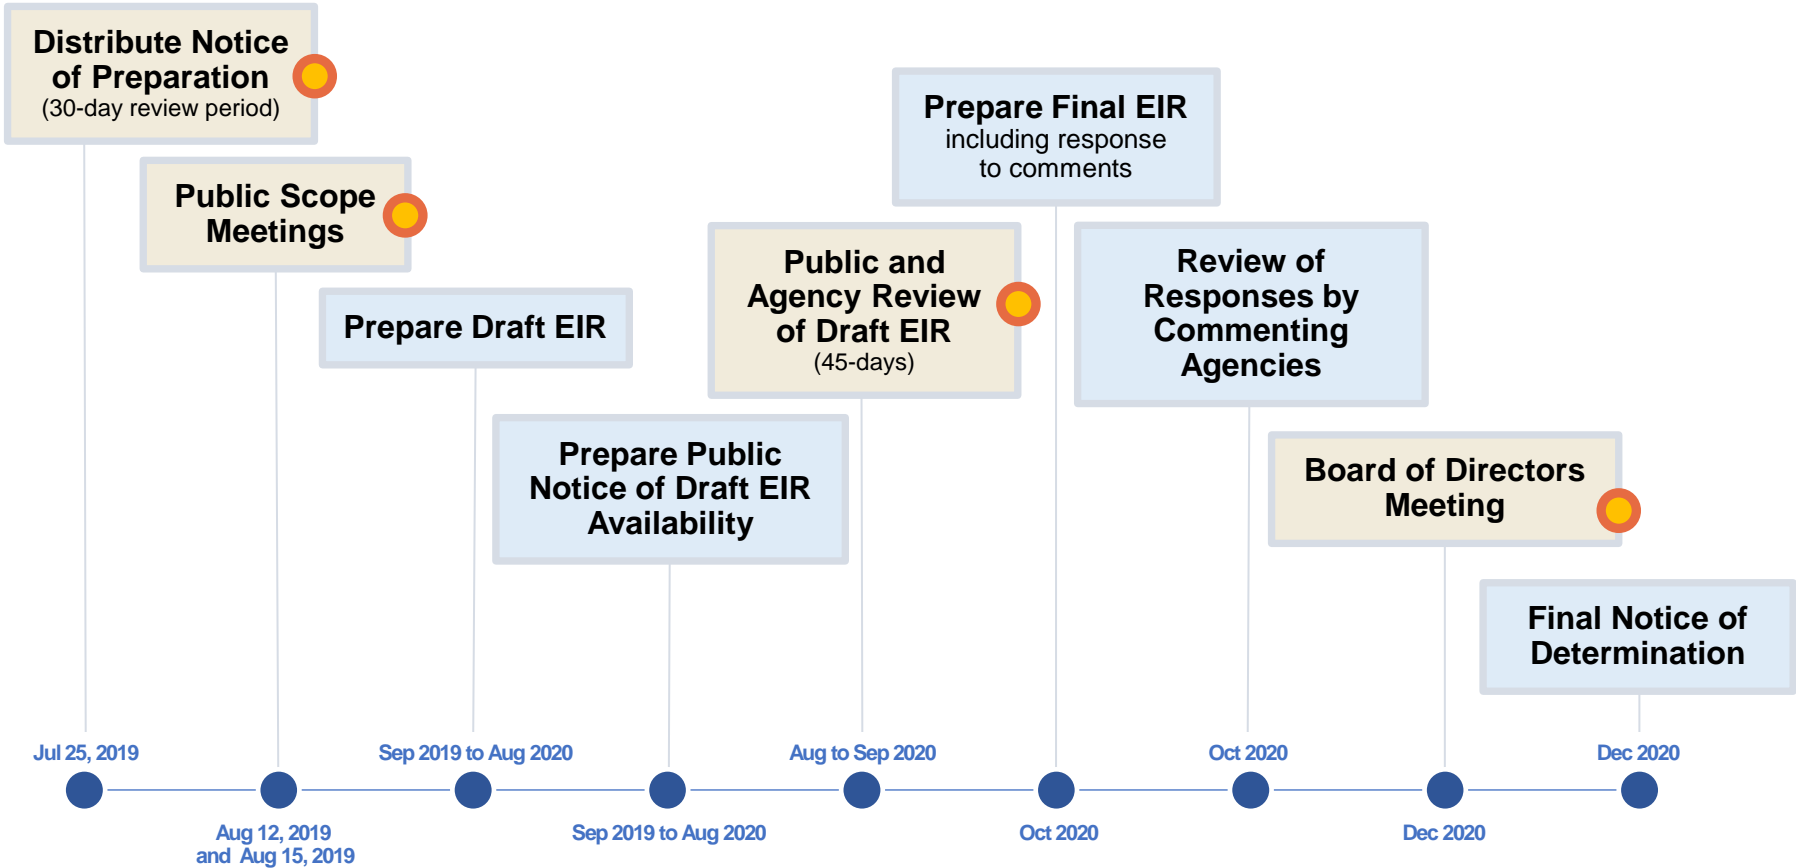 Distribute Notice
of Preparation
(30-day review period)
Public Scope
Meetings
Prepare Draft EIR
Prepare Public
Notice of Draft EIR
Availability
Public and
Agency Review
of Draft EIR
(45-days)
Prepare Final EIR
including response
to comments
Review of
Responses by
Commenting
Agencies
Board of Directors
Meeting
Final Notice of
Determination
Jul 25, 2019
Aug 12, 2019
and Aug 15, 2019
Sep 2019 to Aug 2020
Sep 2019 to Aug 2020
Aug to Sep 2020
Oct 2020
Oct 2020
Dec 2020
Dec 2020